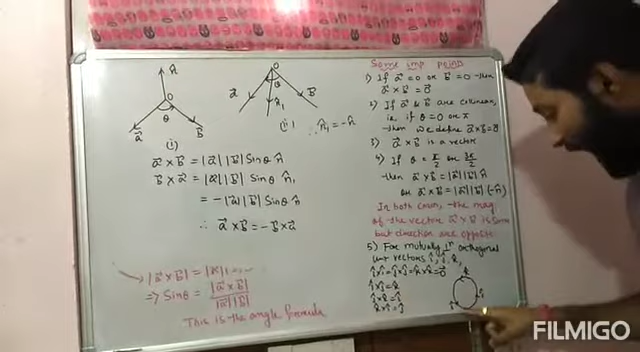 n̂
O
θ
a⃗
b⃗
(i)
O
θ
a⃗
n̂₁
b⃗
(ii)
∴ n̂₁ = -n̂
a⃗ × b⃗ = |a⃗| |b⃗| Sinθ n̂
b⃗ × a⃗ = |a⃗| |b⃗| Sinθ n̂₁
= -|a⃗| |b⃗| Sinθ n̂
∴ a⃗ × b⃗ = -b⃗ × a⃗
|a⃗ × b⃗| = |a⃗|
⇒ Sinθ = |a⃗ × b⃗| / |a⃗||b⃗|
This is the angle formula
Some imp points
1) If a⃗ = 0 or b⃗ = 0 then
a⃗ × b⃗ = 0⃗
2) If a⃗ & b⃗ are collinear,
ie if θ = 0 or π
then we define a⃗ × b⃗ = 0
3) a⃗ × b⃗ is a vector
4) If θ = π/2 or 3π/2
then a⃗ × b⃗ = |a⃗| |b⃗| n̂
or a⃗ × b⃗ = |a⃗| |b⃗| (-n̂)
In both cases, the mag.
of the vector a⃗ × b⃗ is same
but direction are opposite
5) For mutually ⊥r orthogonal
unit vectors î, ĵ, k̂,
î × î = ĵ × ĵ = k̂ × k̂ = 0⃗
î × ĵ = k̂
ĵ × k̂ = î
k̂ × î = ĵ
FILMIGO